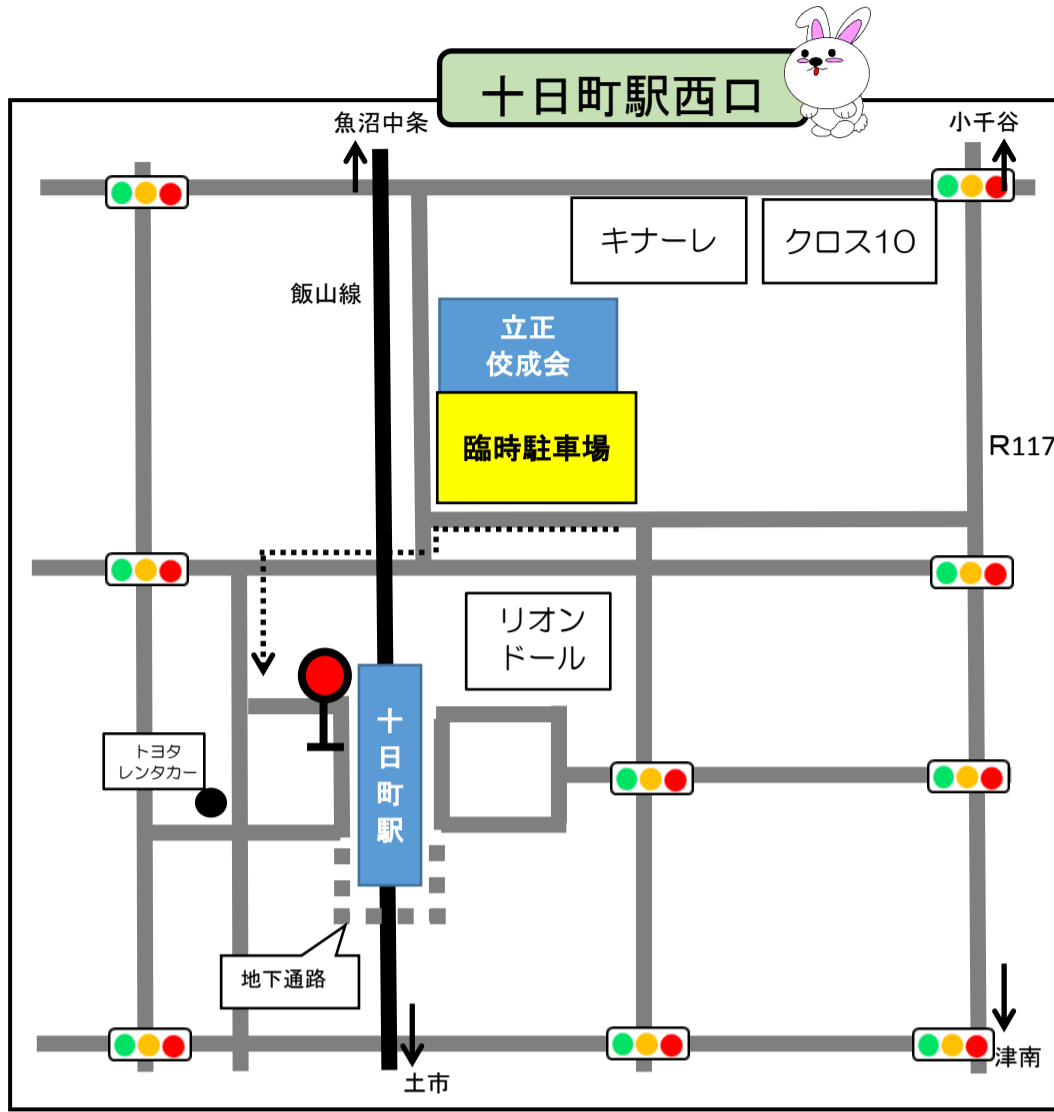 十日町駅西口
魚沼中条
小千谷
キナーレ
クロス10
飯山線
立正
佼成会
臨時駐車場
R117
リオン
ドール
十日町駅
トヨタ
レンタカー
地下通路
土市
津南